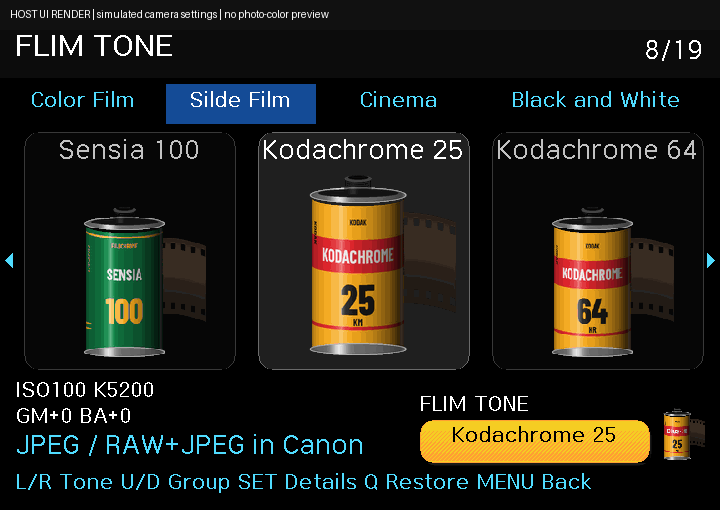 HOST UI RENDER | simulated camera settings | no photo-color preview
FLIM TONE
8/19
Color Film
Silde Film
Cinema
Black and White
Sensia 100
Kodachrome 25
Kodachrome 64
SENSIA
100
KODAK
KODACHROME
25
KM
KODAK
KODACHROME
64
NR
ISO100 K5200
GM+0 BA+0
JPEG / RAW+JPEG in Canon
FLIM TONE
Kodachrome 25
25
L/R Tone U/D Group SET Details Q Restore MENU Back